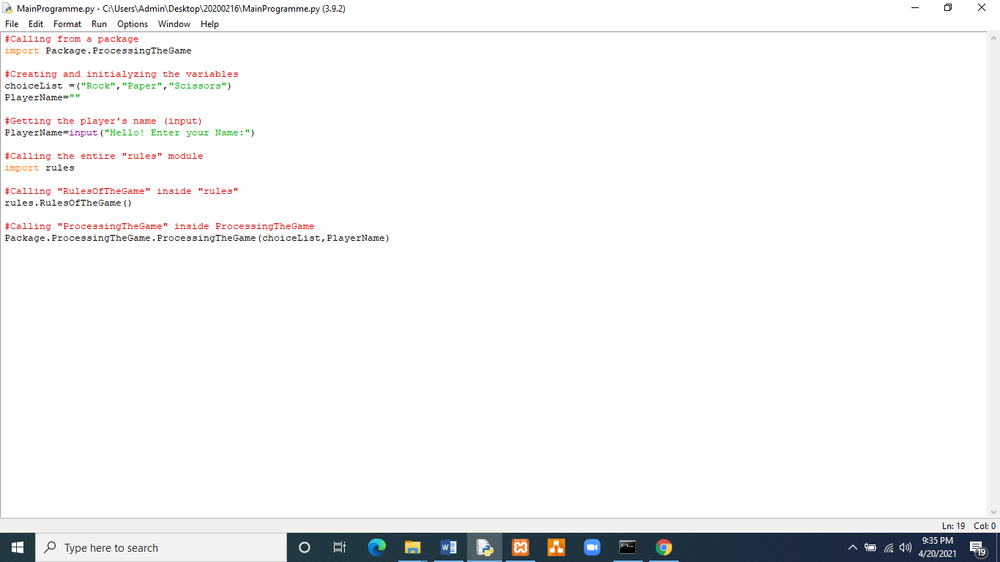 MainProgramme.py - C:\Users\Admin\Desktop\20200216\MainProgramme.py (3.9.2)
File Edit Format Run Options Window Help
#Calling from a package
import Package.ProcessingTheGame

#Creating and initialyzing the variables
choiceList =("Rock","Paper","Scissors")
PlayerName=""

#Getting the player's name (input)
PlayerName=input("Hello! Enter your Name:")

#Calling the entire "rules" module
import rules

#Calling "RulesOfTheGame" inside "rules"
rules.RulesOfTheGame()

#Calling "ProcessingTheGame" inside ProcessingTheGame
Package.ProcessingTheGame.ProcessingTheGame(choiceList,PlayerName)
Ln: 19 Col: 0
Type here to search
9:35 PM
4/20/2021
19